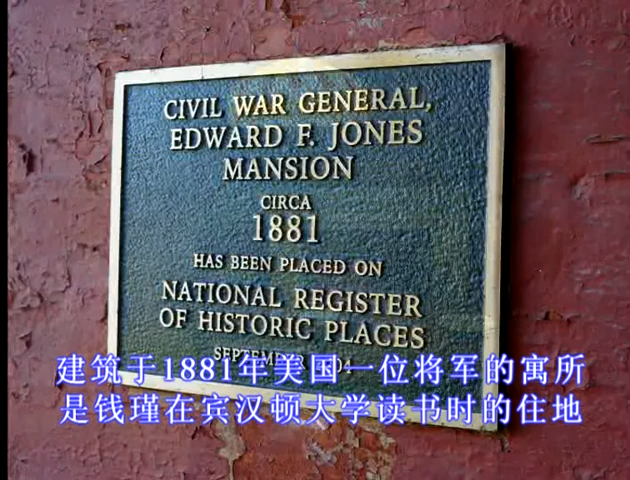 CIVIL WAR GENERAL,
EDWARD F. JONES
MANSION
CIRCA
1881
HAS BEEN PLACED ON
NATIONAL REGISTER
OF HISTORIC PLACES
建筑于1881年美国一位将军的寓所
是钱瑾在宾汉顿大学读书时的住地